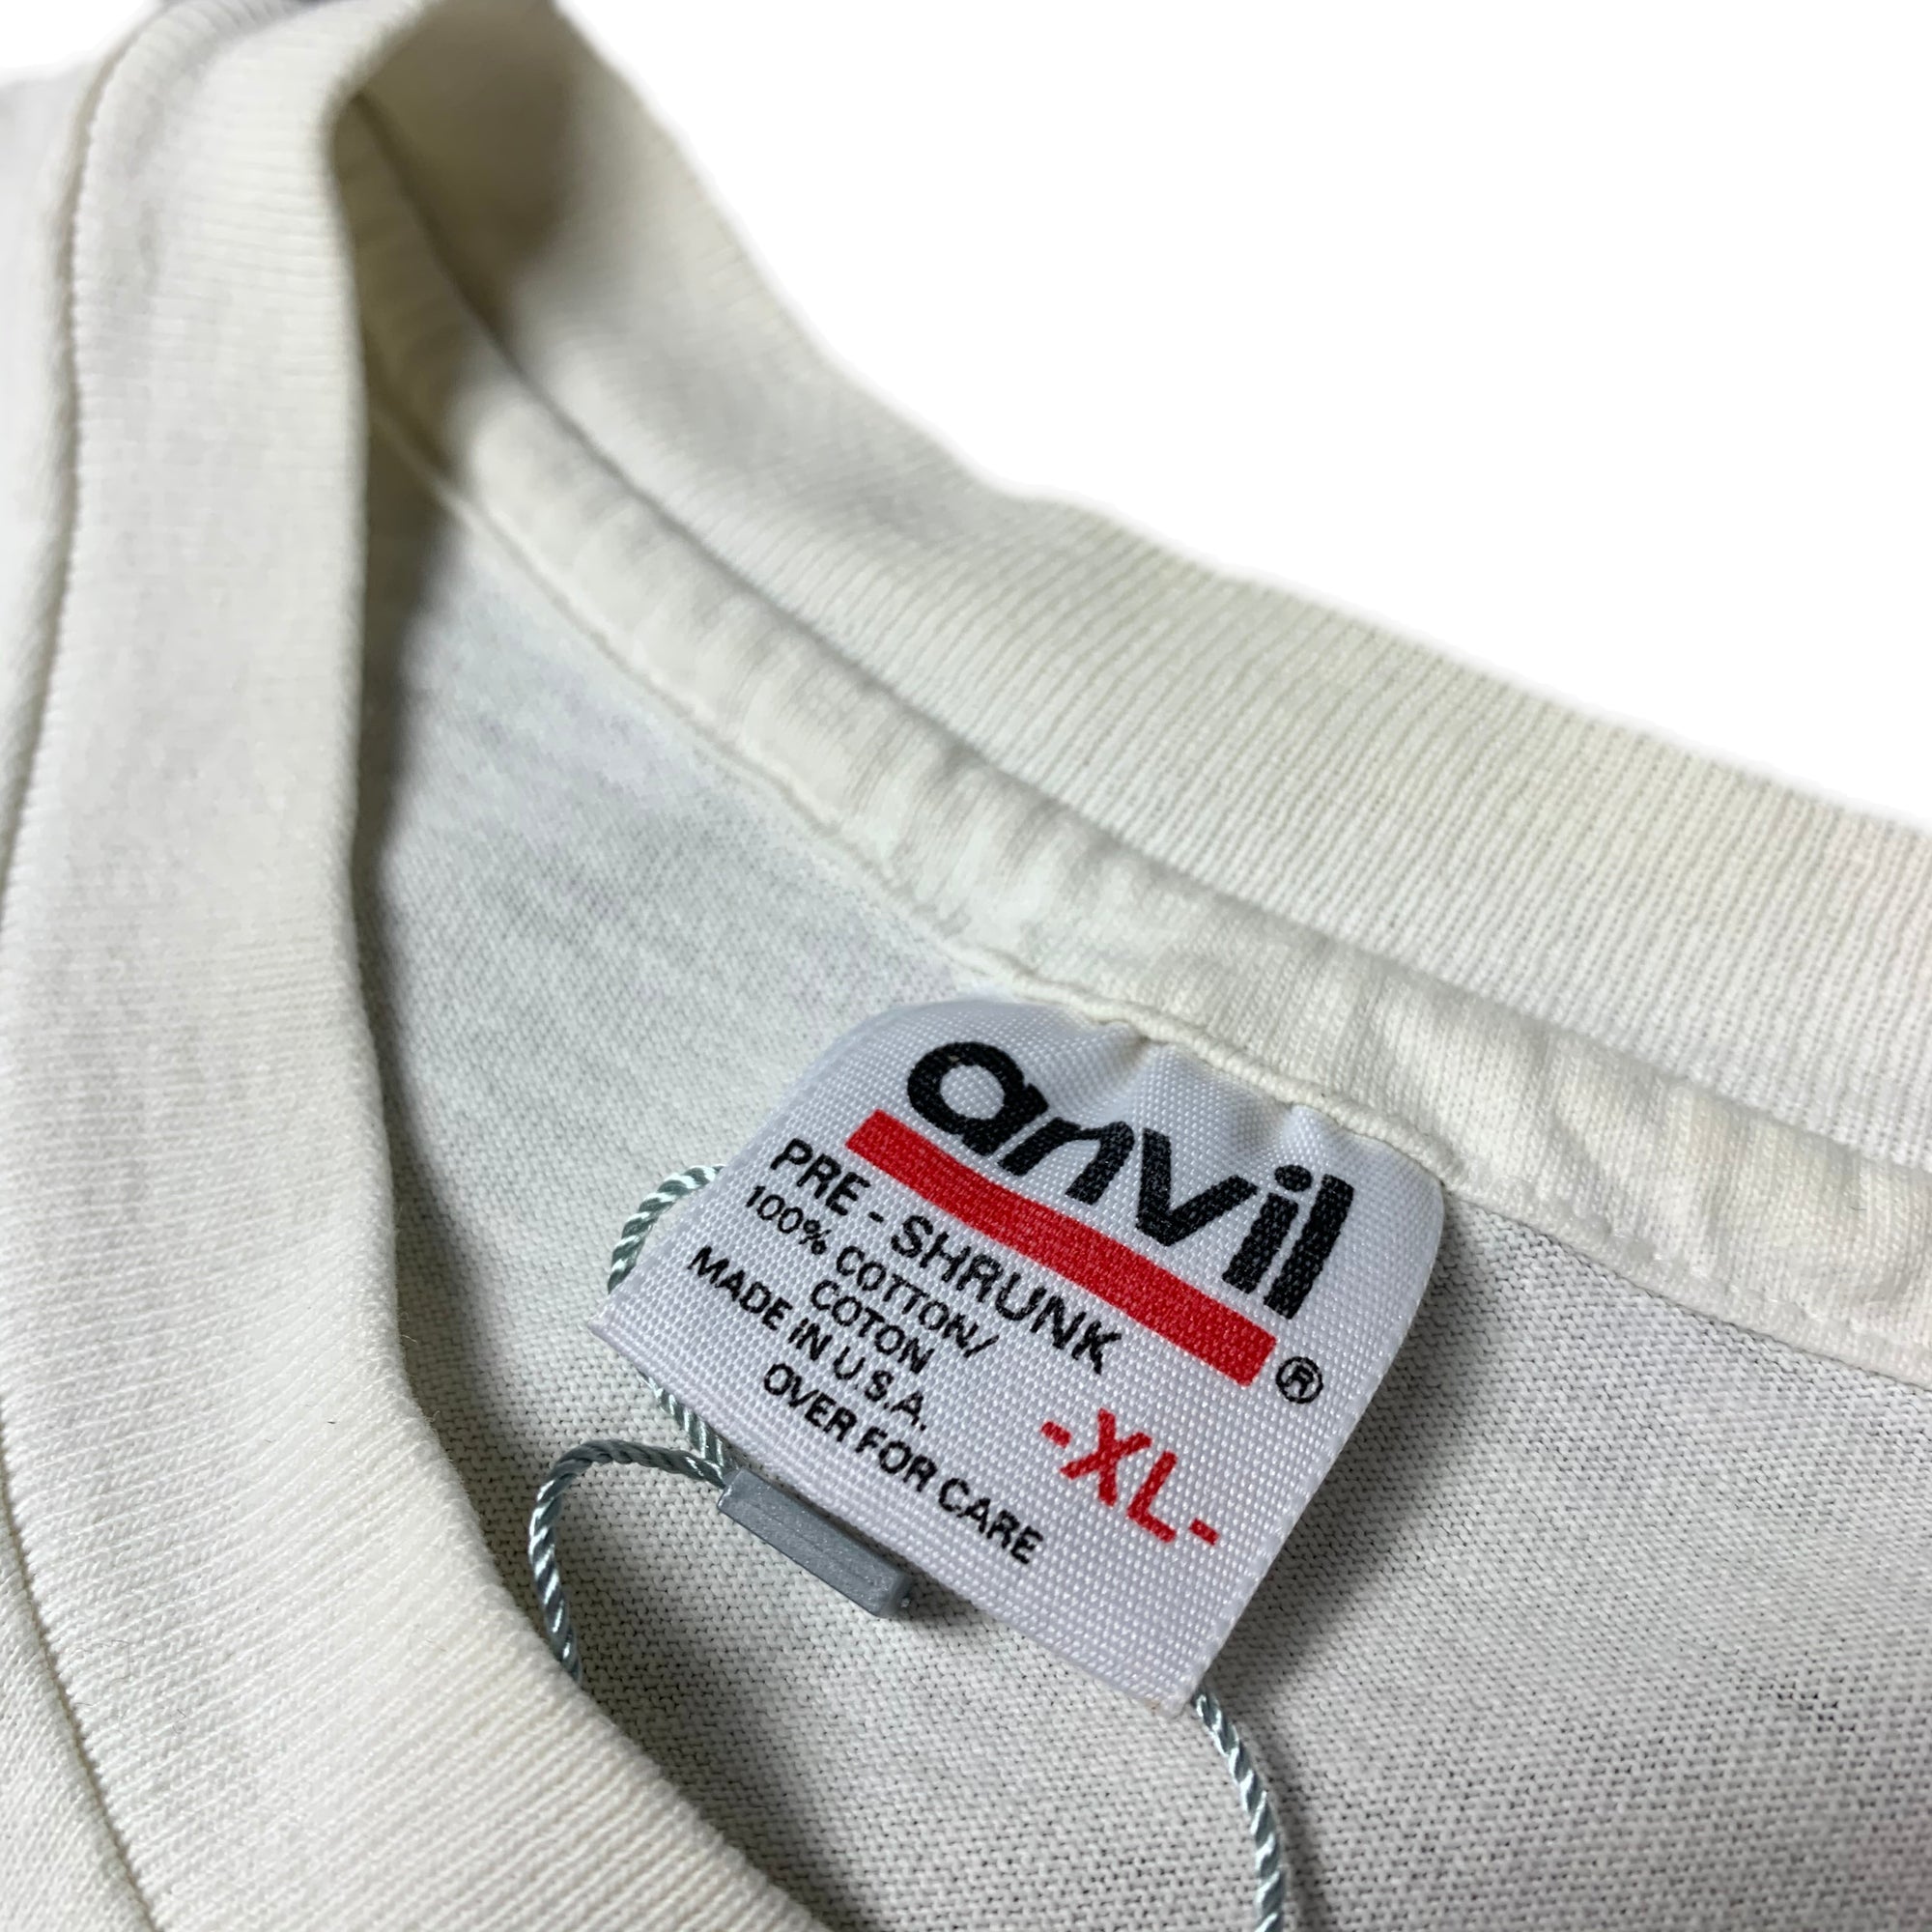 anvil
®
PRE - SHRUNK
100% COTTON/
COTON
MADE IN U.S.A.
-XL-
OVER FOR CARE